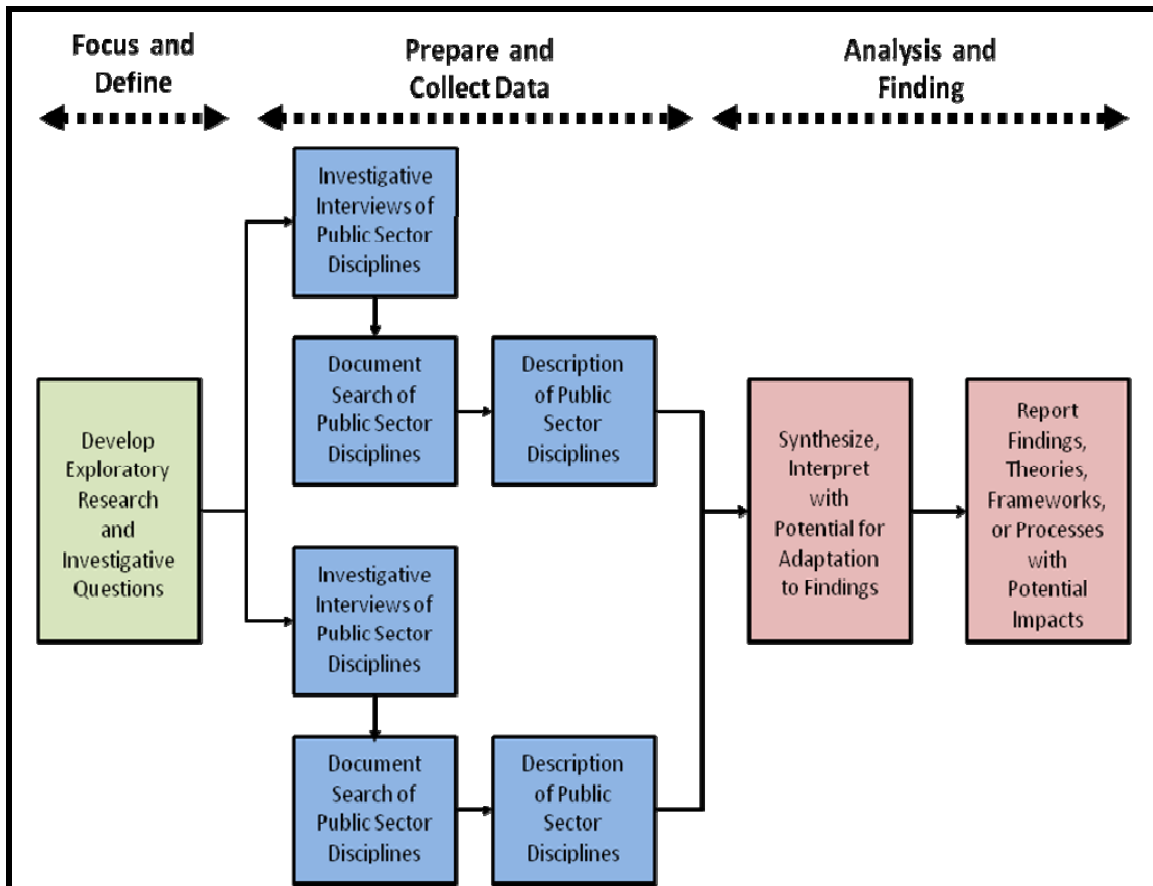 Focus and
Define
Prepare and
Collect Data
Analysis and
Finding
Investigative
Interviews of
Public Sector
Disciplines
Document
Search of
Public Sector
Disciplines
Description
of Public
Sector
Disciplines
Develop
Exploratory
Research
and
Investigative
Questions
Investigative
Interviews of
Public Sector
Disciplines
Document
Search of
Public Sector
Disciplines
Description
of Public
Sector
Disciplines
Synthesize,
Interpret
with
Potential for
Adaptation
to Findings
Report
Findings,
Theories,
Frameworks,
or Processes
with
Potential
Impacts